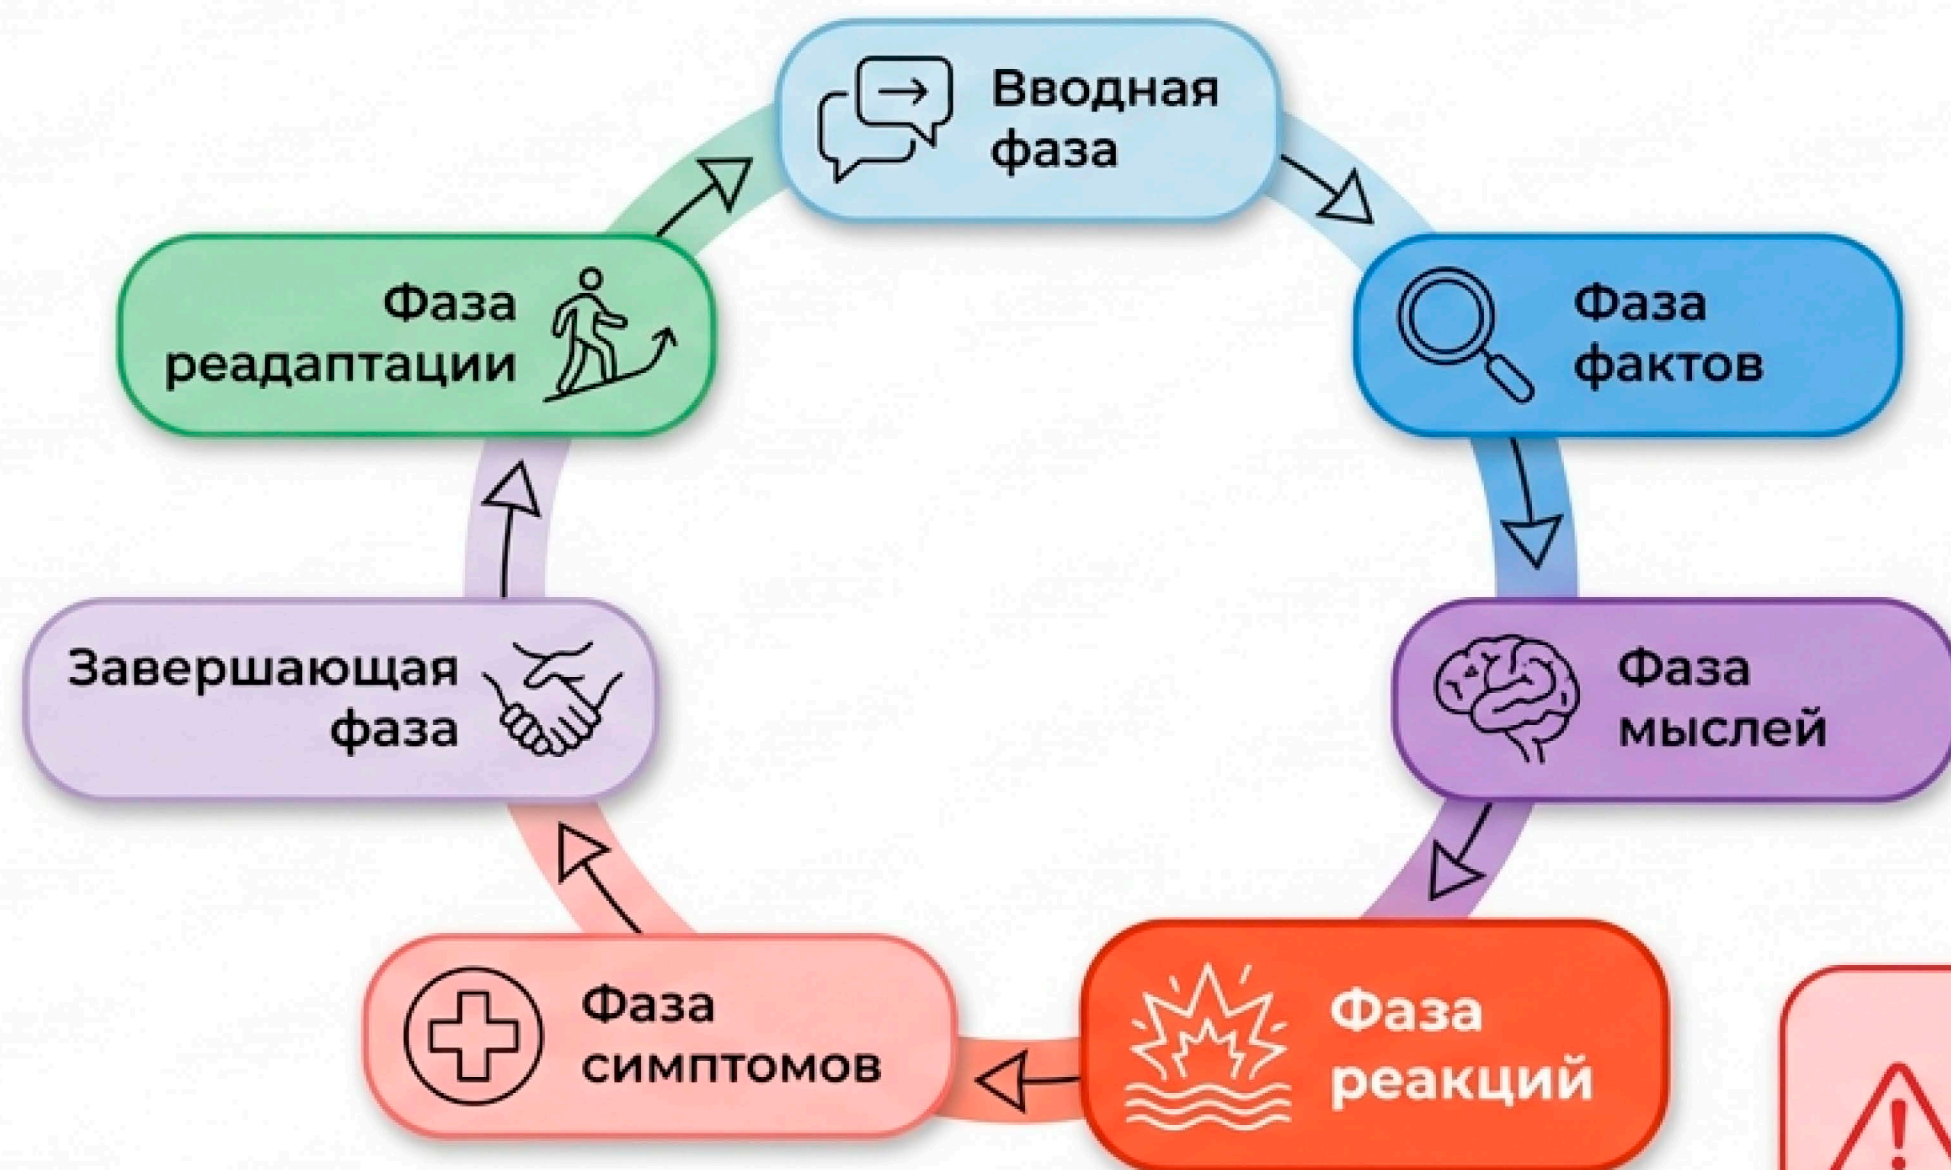 Вводная
фаза
Фаза
фактов
Фаза
мыслей
Фаза
реакций
Фаза
симптомов
Завершающая
фаза
Фаза
реадаптации